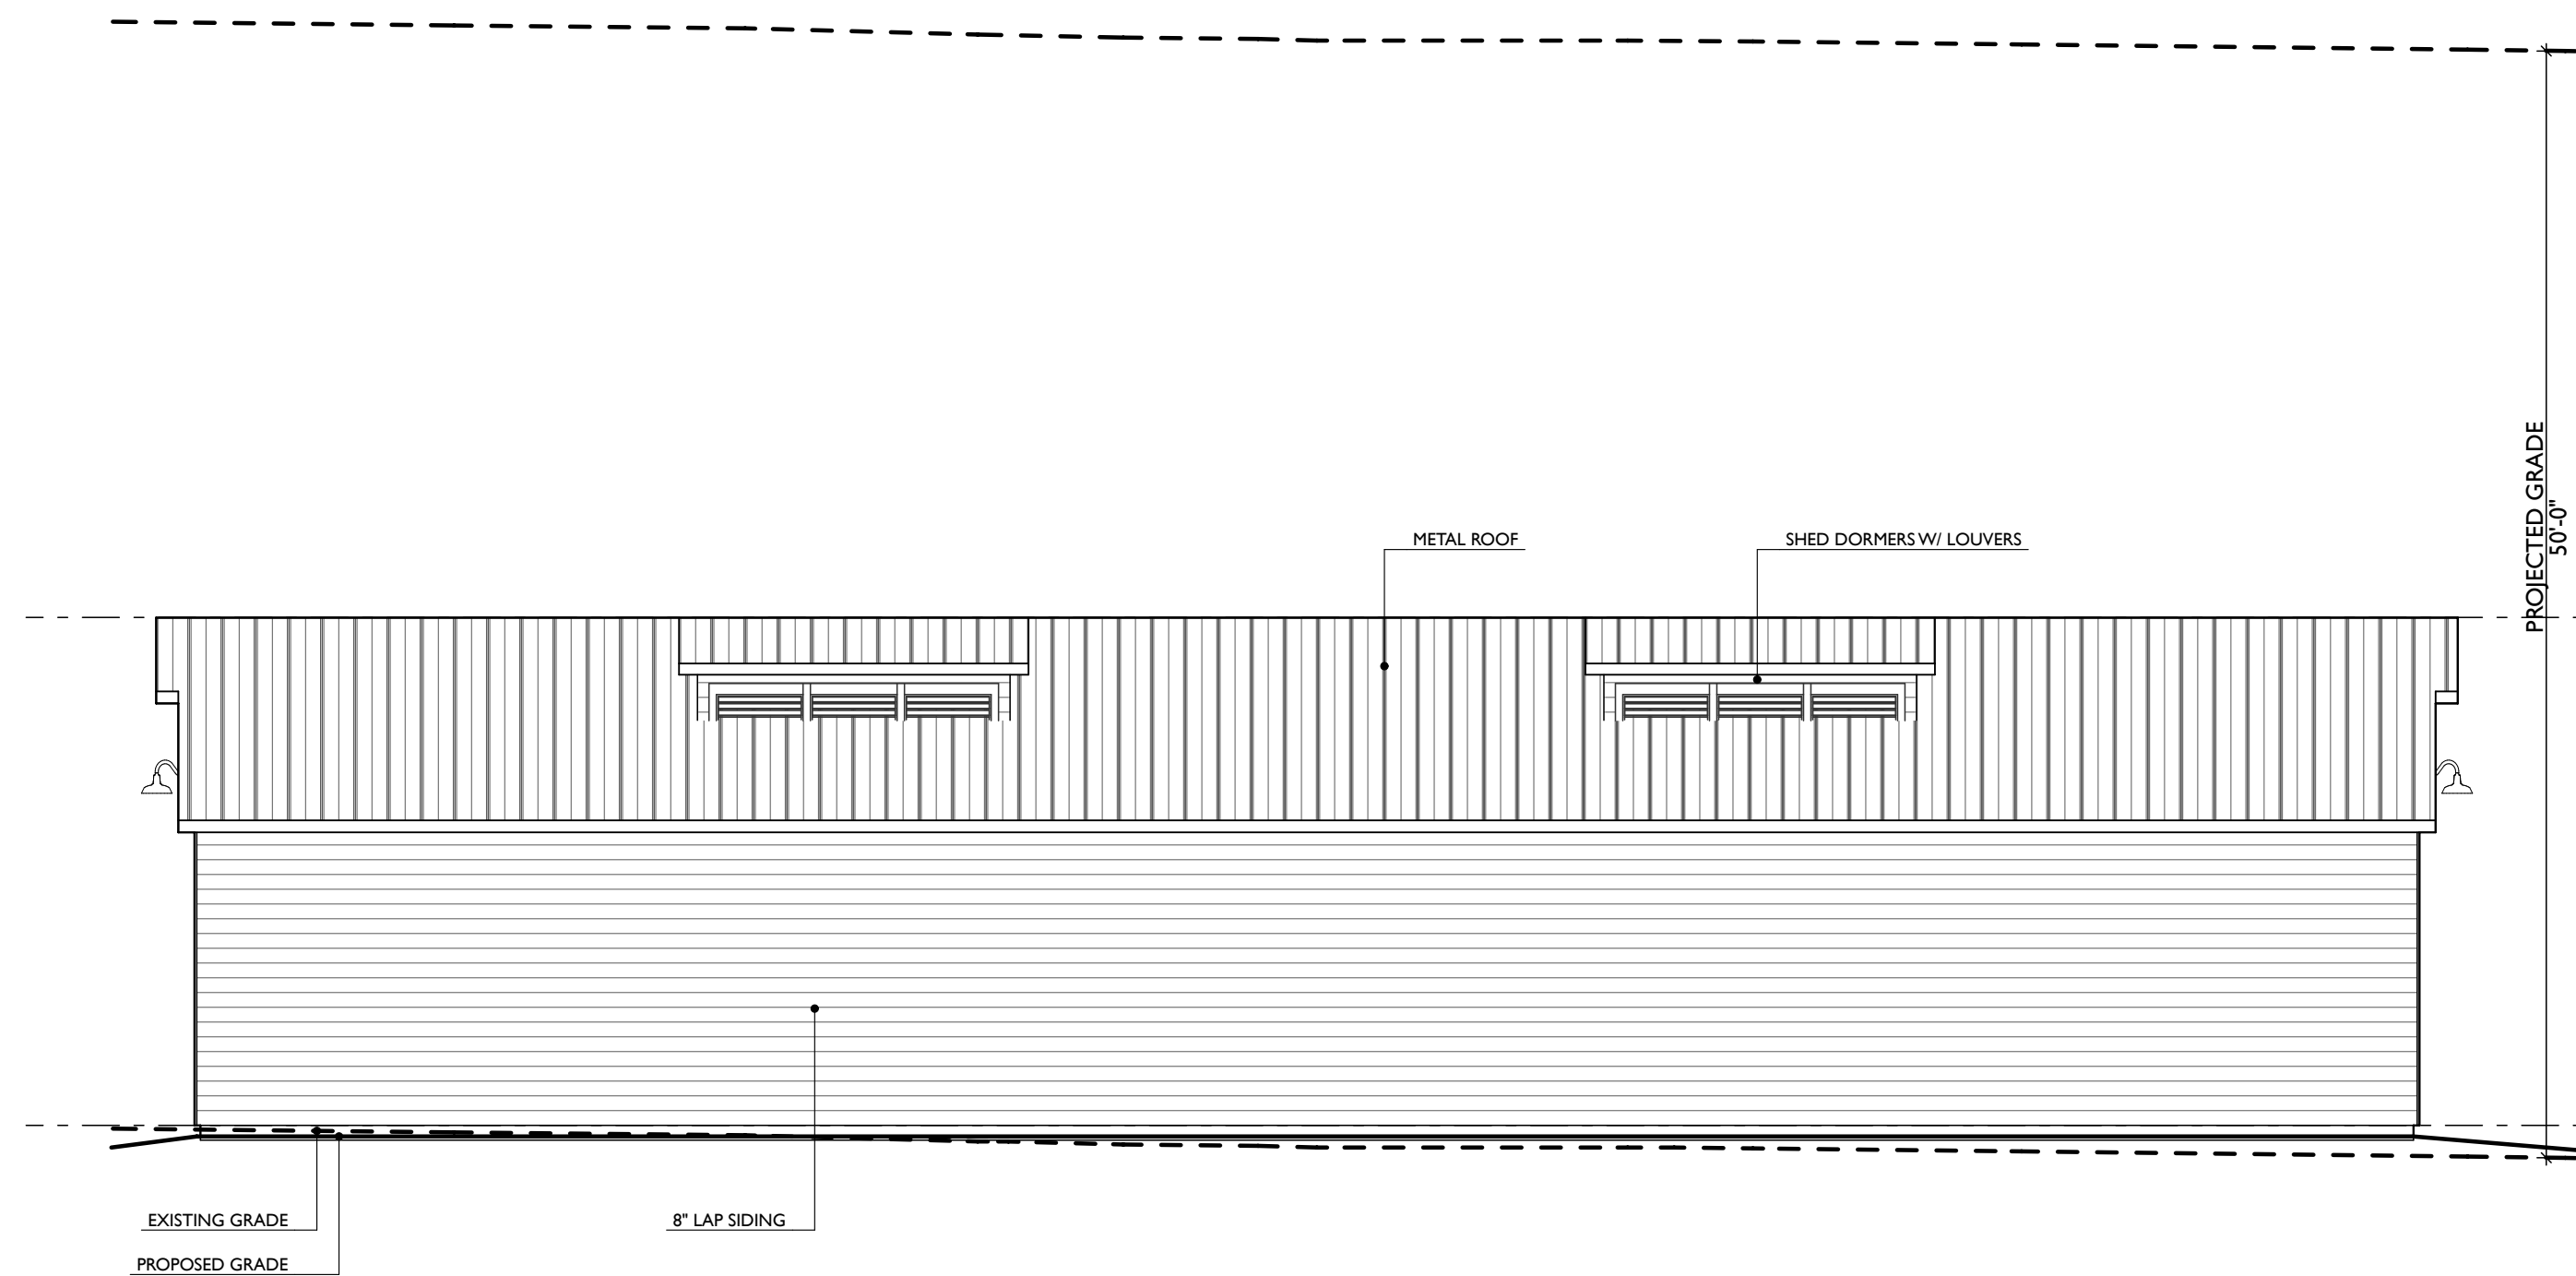 METAL ROOF
SHED DORMERS W/ LOUVERS
PROJECTED GRADE
50'-0"
EXISTING GRADE
8" LAP SIDING
PROPOSED GRADE